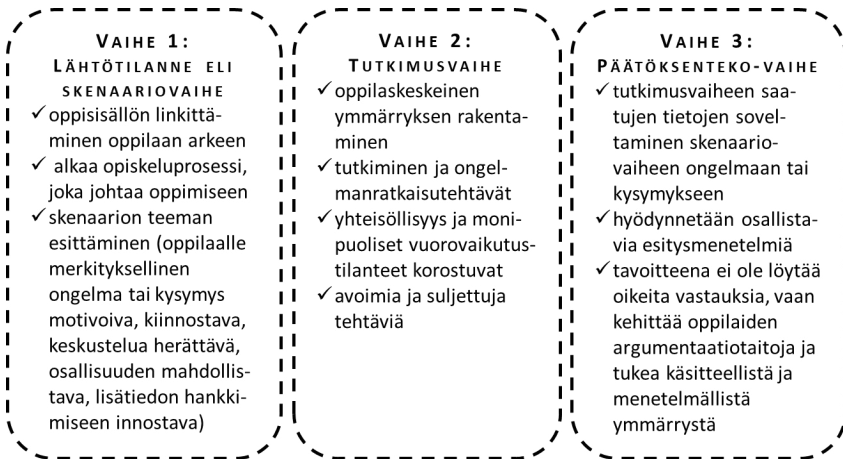 VAIHE 1:
LÄHTÖTILANNE ELI
SKENAARIOVAIHE
✓ oppisisällön linkittä-
minen oppilaan arkeen
✓ alkaa opiskeluprosessi,
joka johtaa oppimiseen
✓ skenaarion teeman
esittäminen (oppilaalle
merkityksellinen
ongelma tai kysymys
motivoiva, kiinnostava,
keskustelua herättävä,
osallisuuden mahdollis-
tava, lisätiedon hankki-
miseen innostava)
VAIHE 2:
TUTKIMUSVAIHE
✓ oppilaskeskeinen
ymmärryksen rakenta-
minen
✓ tutkiminen ja ongel-
manratkaisutehtävät
✓ yhteisöllisyys ja moni-
puoliset vuorovaikutus-
tilanteet korostuvat
✓ avoimia ja suljettuja
tehtäviä
VAIHE 3:
PÄÄTÖKSENTEKO-VAIHE
✓ tutkimusvaiheen saa-
tujen tietojen sovel-
taminen skenaario-
vaiheen ongelmaan tai
kysymykseen
✓ hyödynnetään osallista-
via esitysmenetelmiä
✓ tavoitteena ei ole löytää
oikeita vastauksia, vaan
kehittää oppilaiden
argumentaatiotaitoja ja
tukea käsitteellistä ja
menetelmällistä
ymmärrystä